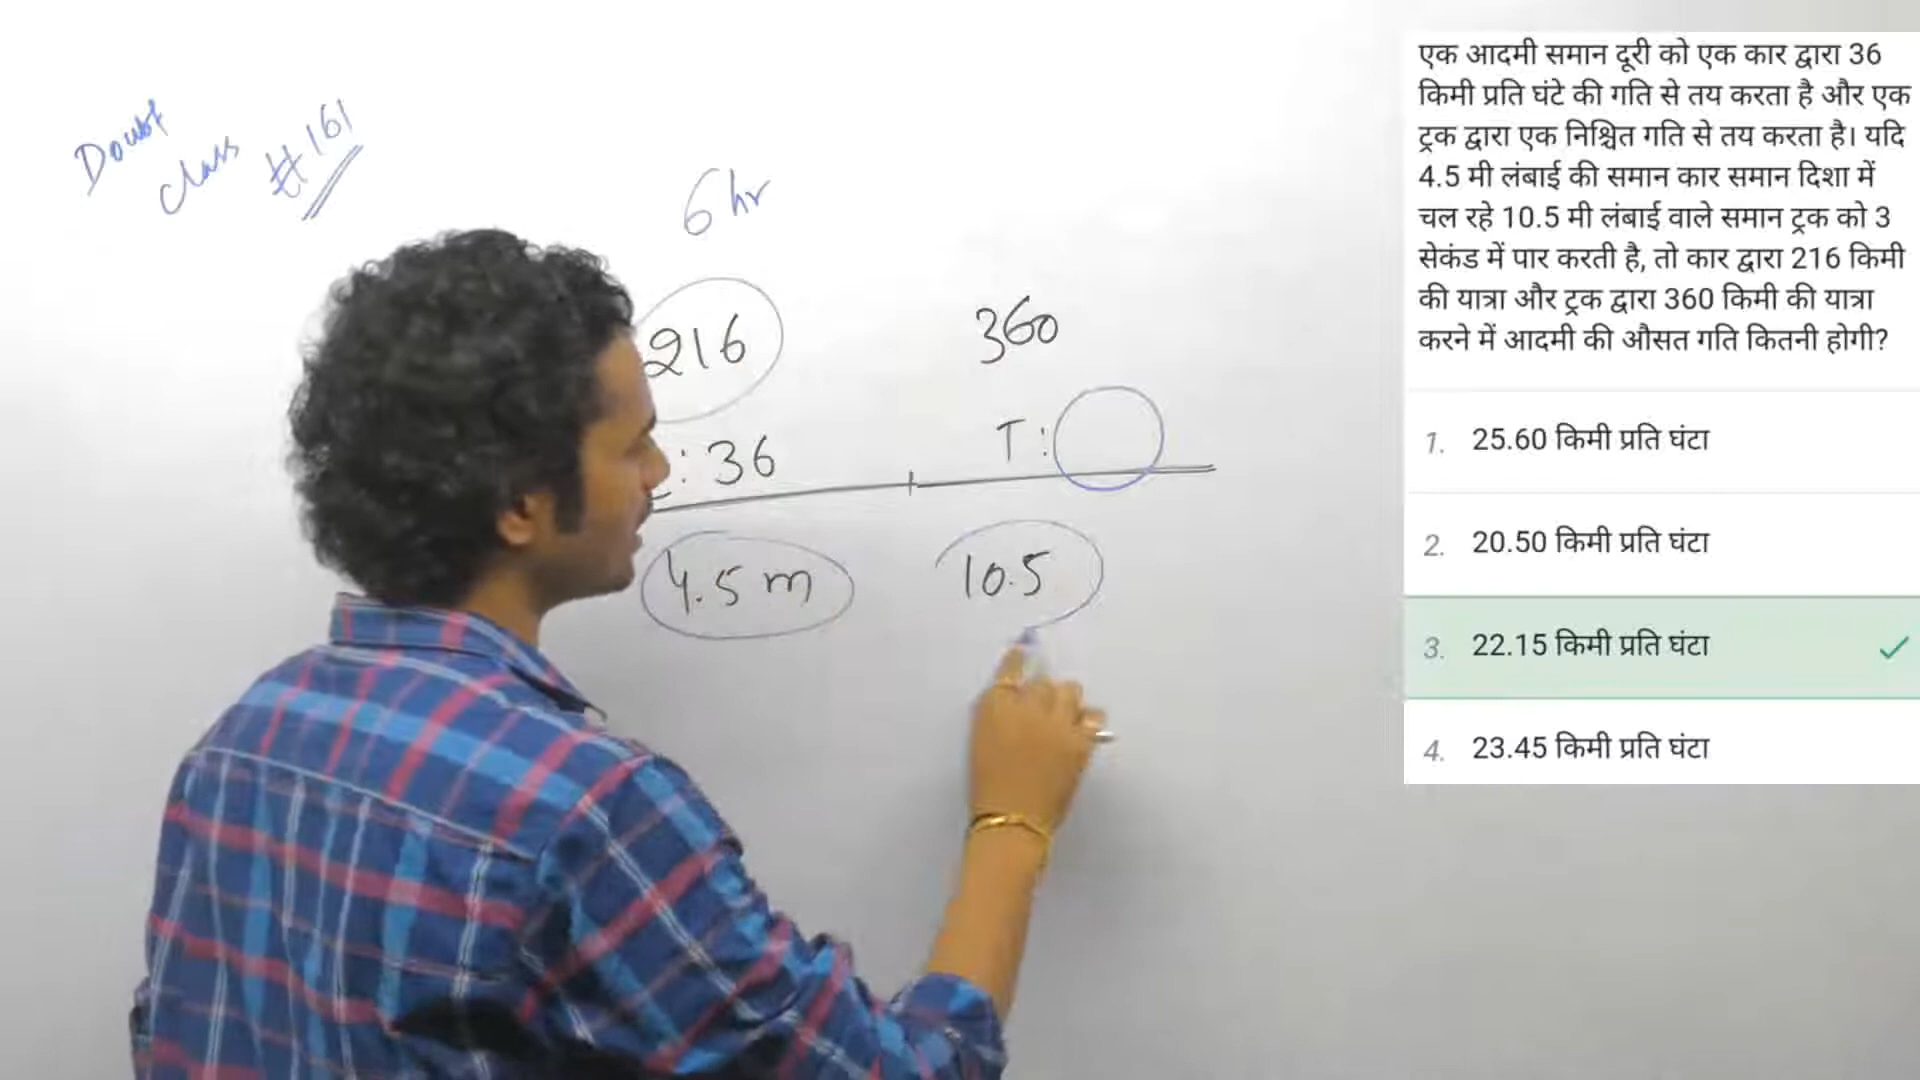 Doubt
Class
#161
6 hr
216
360
: 36
T :
4.5 m
10.5
एक आदमी समान दूरी को एक कार द्वारा 36
किमी प्रति घंटे की गति से तय करता है और एक
ट्रक द्वारा एक निश्चित गति से तय करता है। यदि
4.5 मी लंबाई की समान कार समान दिशा में
चल रहे 10.5 मी लंबाई वाले समान ट्रक को 3
सेकंड में पार करती है, तो कार द्वारा 216 किमी
की यात्रा और ट्रक द्वारा 360 किमी की यात्रा
करने में आदमी की औसत गति कितनी होगी?
1. 25.60 किमी प्रति घंटा
2. 20.50 किमी प्रति घंटा
3. 22.15 किमी प्रति घंटा
4. 23.45 किमी प्रति घंटा